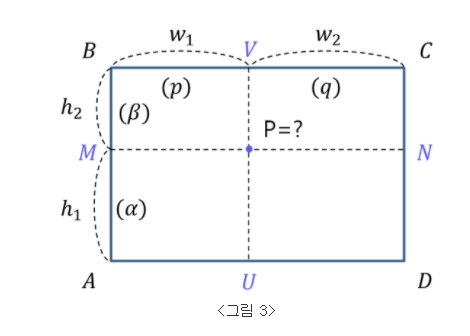 w₁ w₂
B V C
(p) (q)
h₂ (β) P=?
M N
h₁ (α)
A U D
<그림 3>